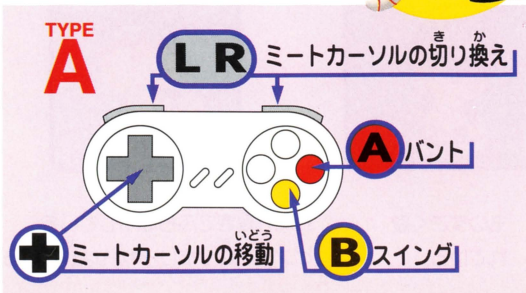 TYPE
A
L R ミートカーソルの切り換え
き か
A バント
ミートカーソルの移動
いどう
B スイング